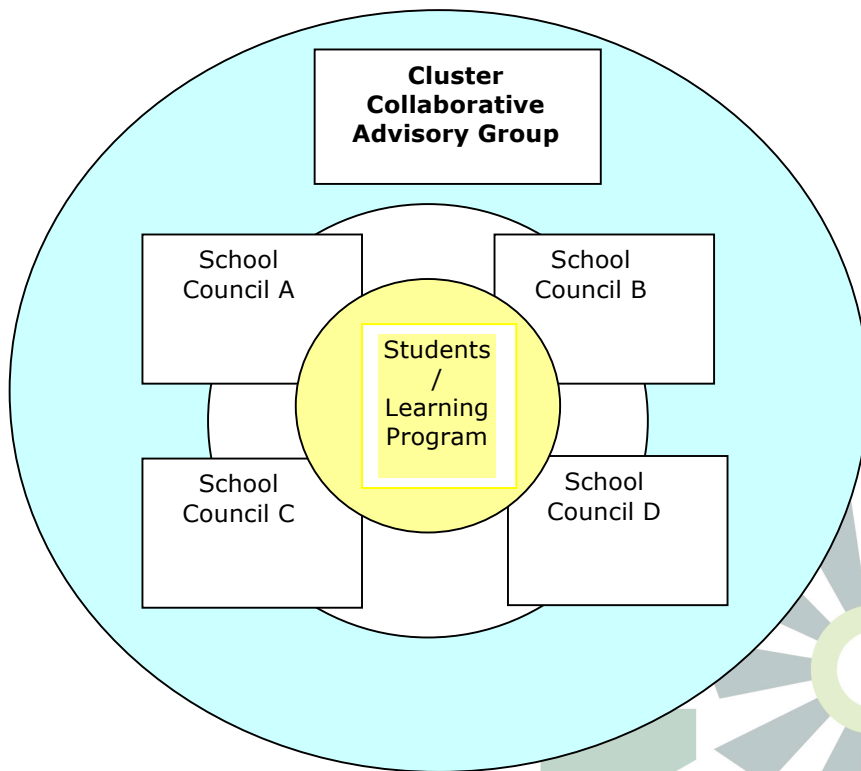 Cluster
Collaborative
Advisory Group
School
Council A
School
Council B
Students
/
Learning
Program
School
Council C
School
Council D